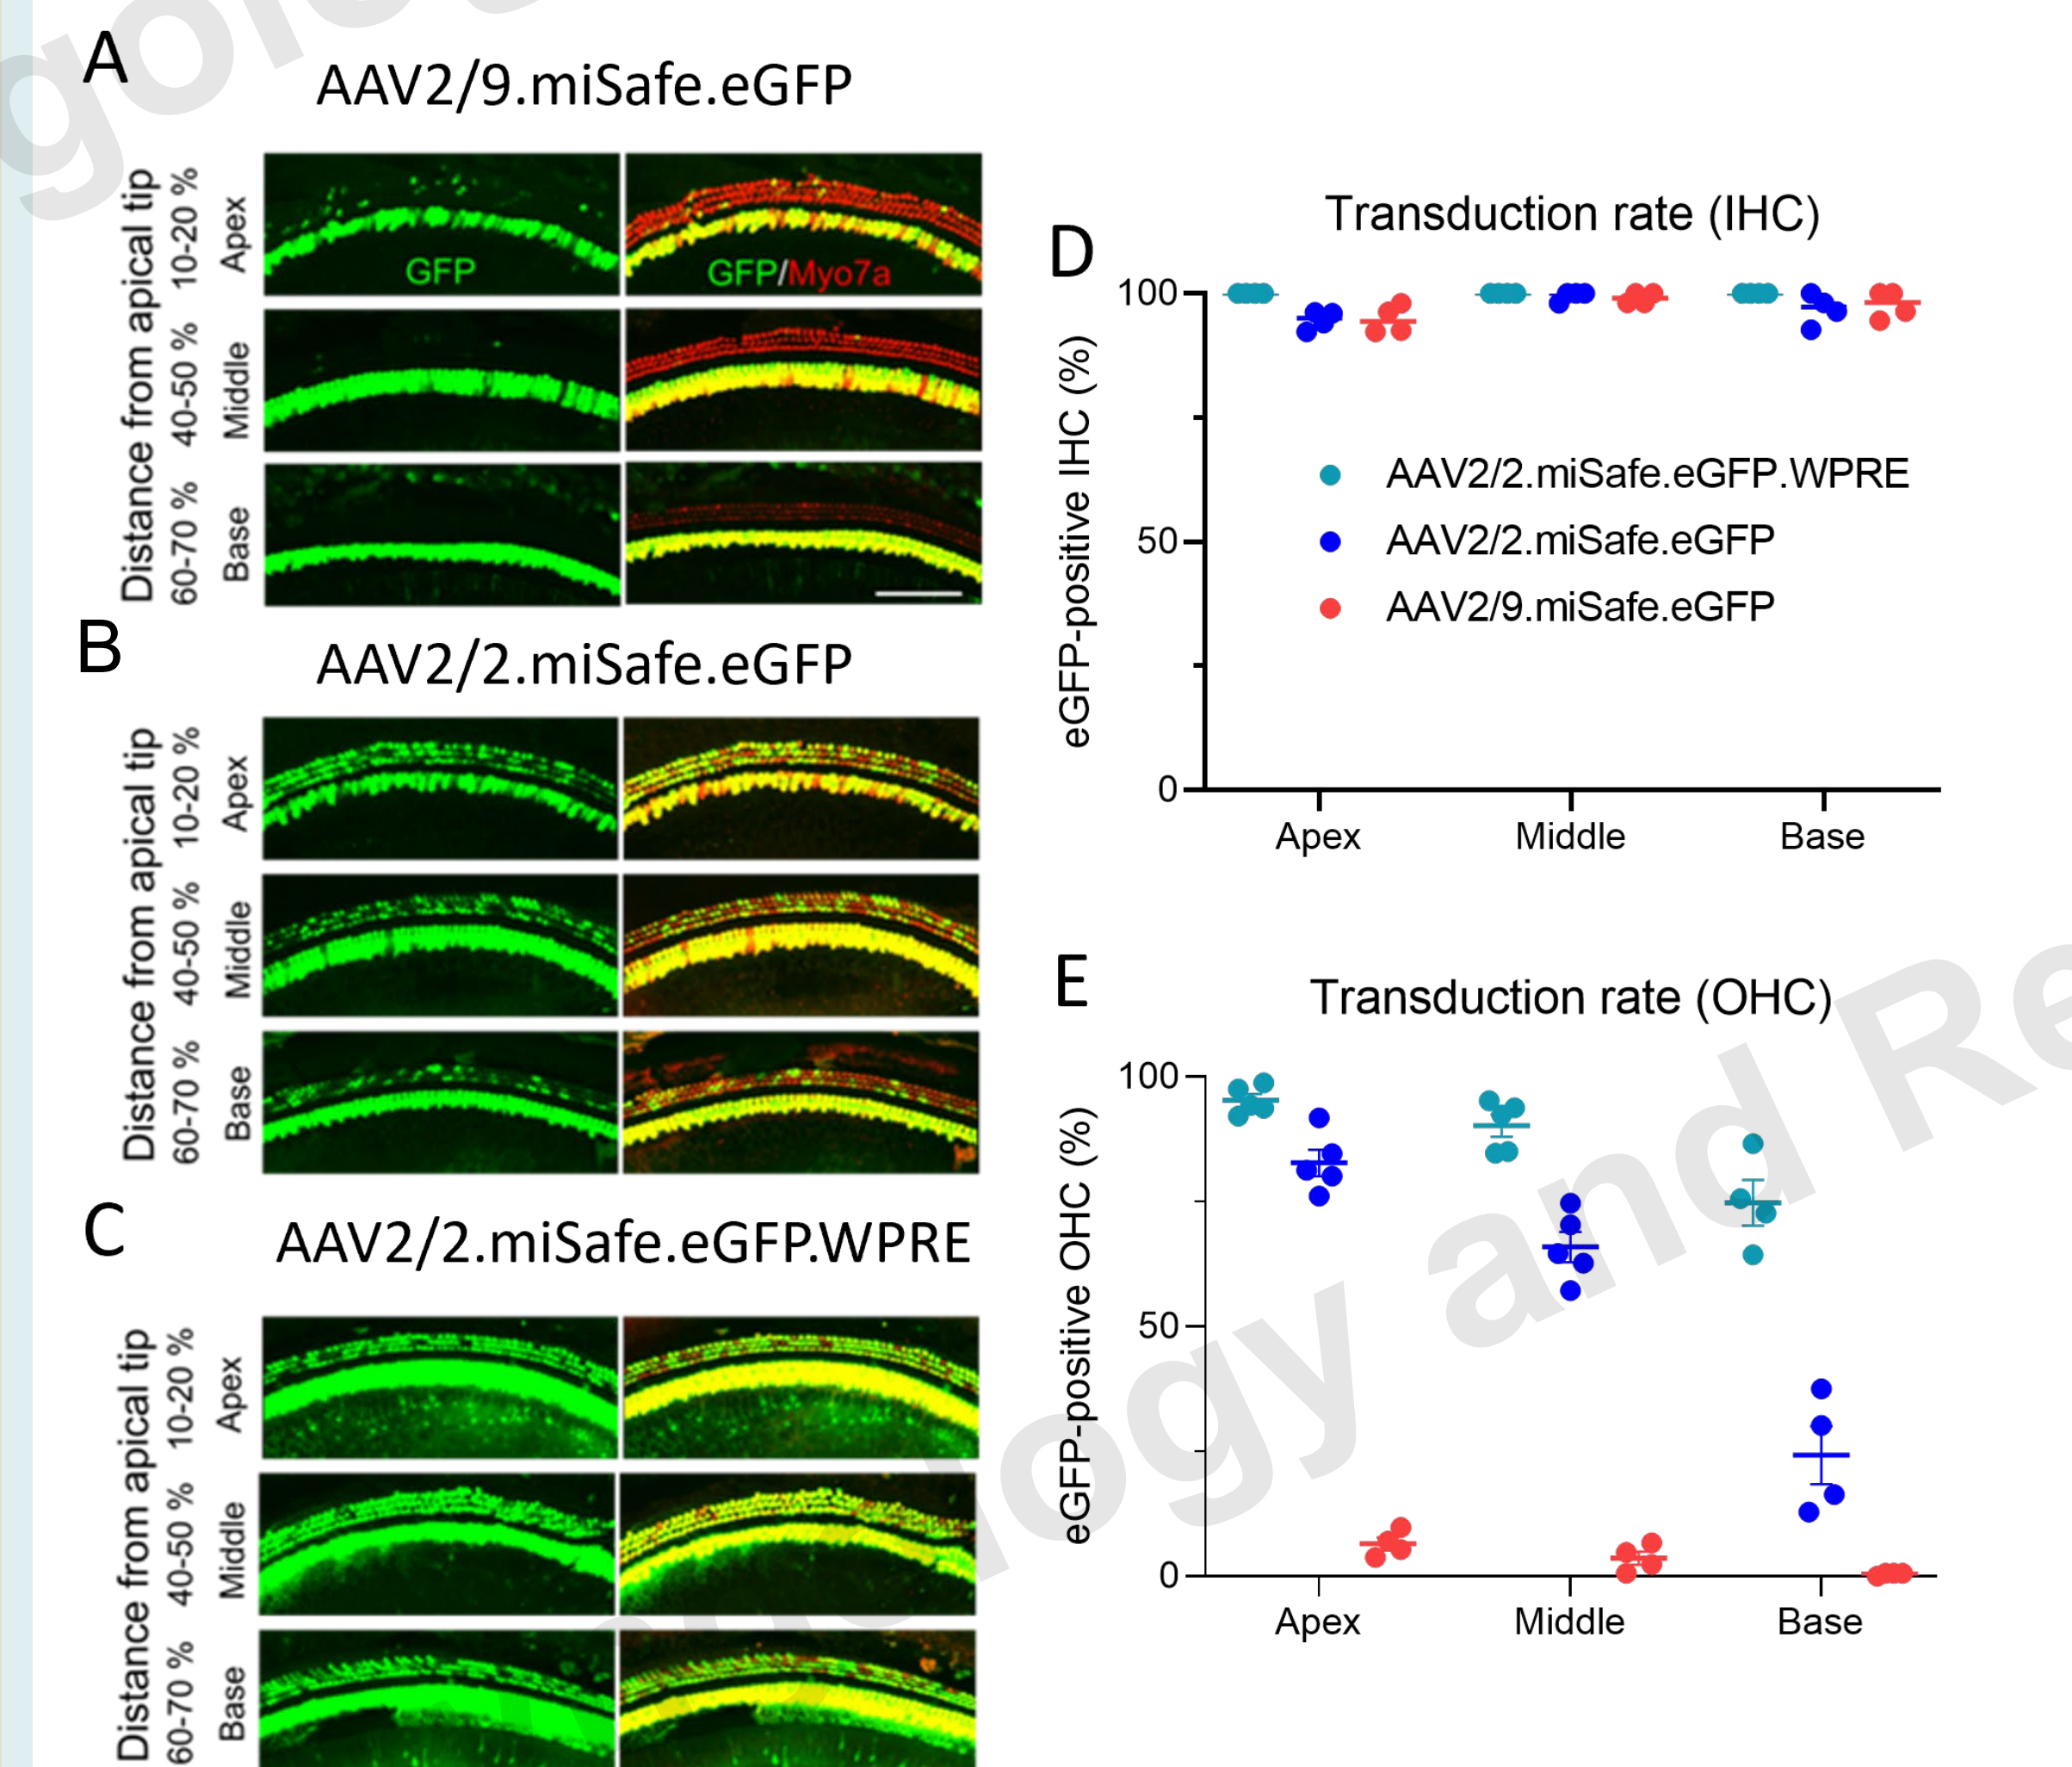 A
AAV2/9.miSafe.eGFP
Distance from apical tip
10-20 %
Apex
GFP
GFP/Myo7a
40-50 %
Middle
60-70 %
Base
B
AAV2/2.miSafe.eGFP
Distance from apical tip
10-20 %
Apex
40-50 %
Middle
60-70 %
Base
C
AAV2/2.miSafe.eGFP.WPRE
Distance from apical tip
10-20 %
Apex
40-50 %
Middle
60-70 %
Base
D
Transduction rate (IHC)
eGFP-positive IHC (%)
100
50
0
AAV2/2.miSafe.eGFP.WPRE
AAV2/2.miSafe.eGFP
AAV2/9.miSafe.eGFP
Apex Middle Base
E
Transduction rate (OHC)
eGFP-positive OHC (%)
100
50
0
Apex Middle Base
ogy and Re